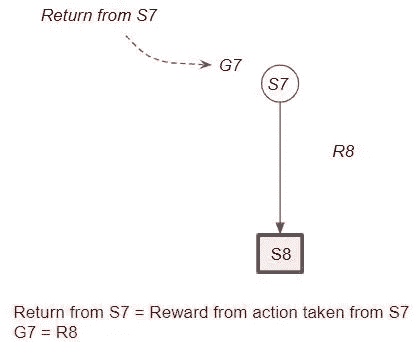 Return from S7
G7
S7
R8
S8
Return from S7 = Reward from action taken from S7
G7 = R8